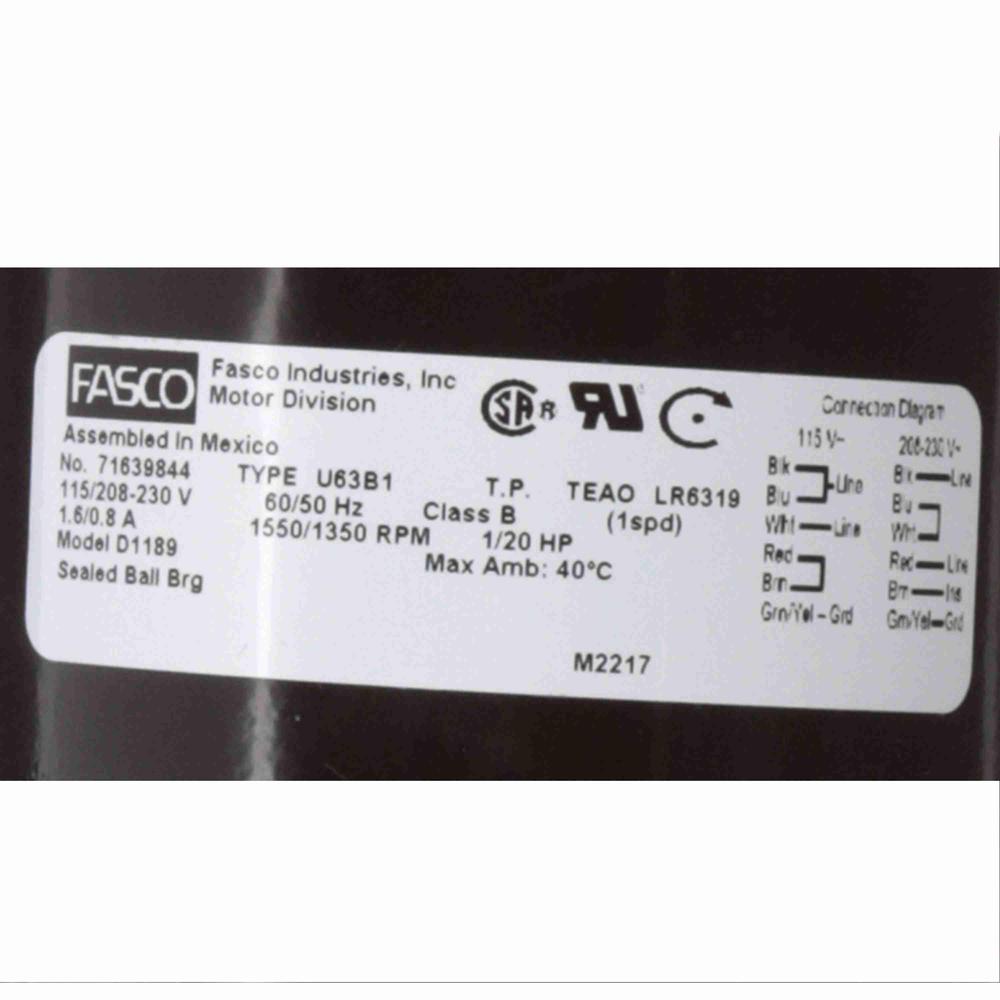 FASCO
Fasco Industries, Inc
Motor Division
Assembled In Mexico
No. 71639844
TYPE U63B1
T.P.
TEAO LR6319
115/208-230 V
60/50 Hz
Class B
(1spd)
1.6/0.8 A
1550/1350 RPM
1/20 HP
Model D1189
Max Amb: 40°C
Sealed Ball Brg
M2217
SA R
RU
Connection Diagram
115 V~
Blk
Blu
Line
Wht Line
Red
Brn
Grn/Yel - Grd
208-230 V~
Blk Line
Blu
Wht
Red Line
Brn Ins
Grn/Yel Grd